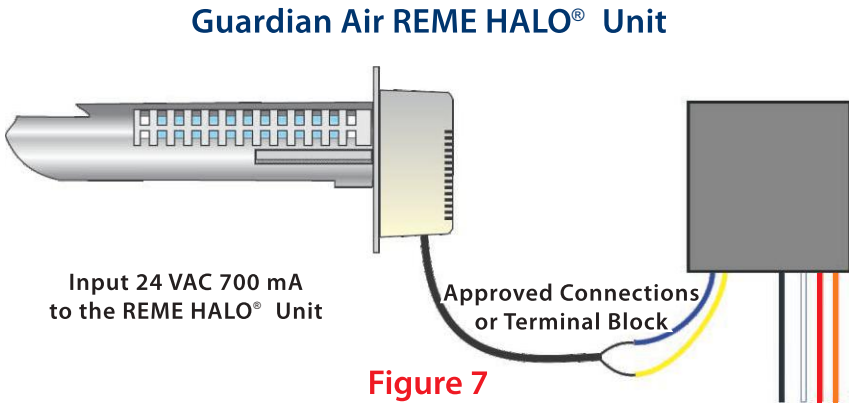 Guardian Air REME HALO® Unit
Input 24 VAC 700 mA
to the REME HALO® Unit
Approved Connections
or Terminal Block
Figure 7